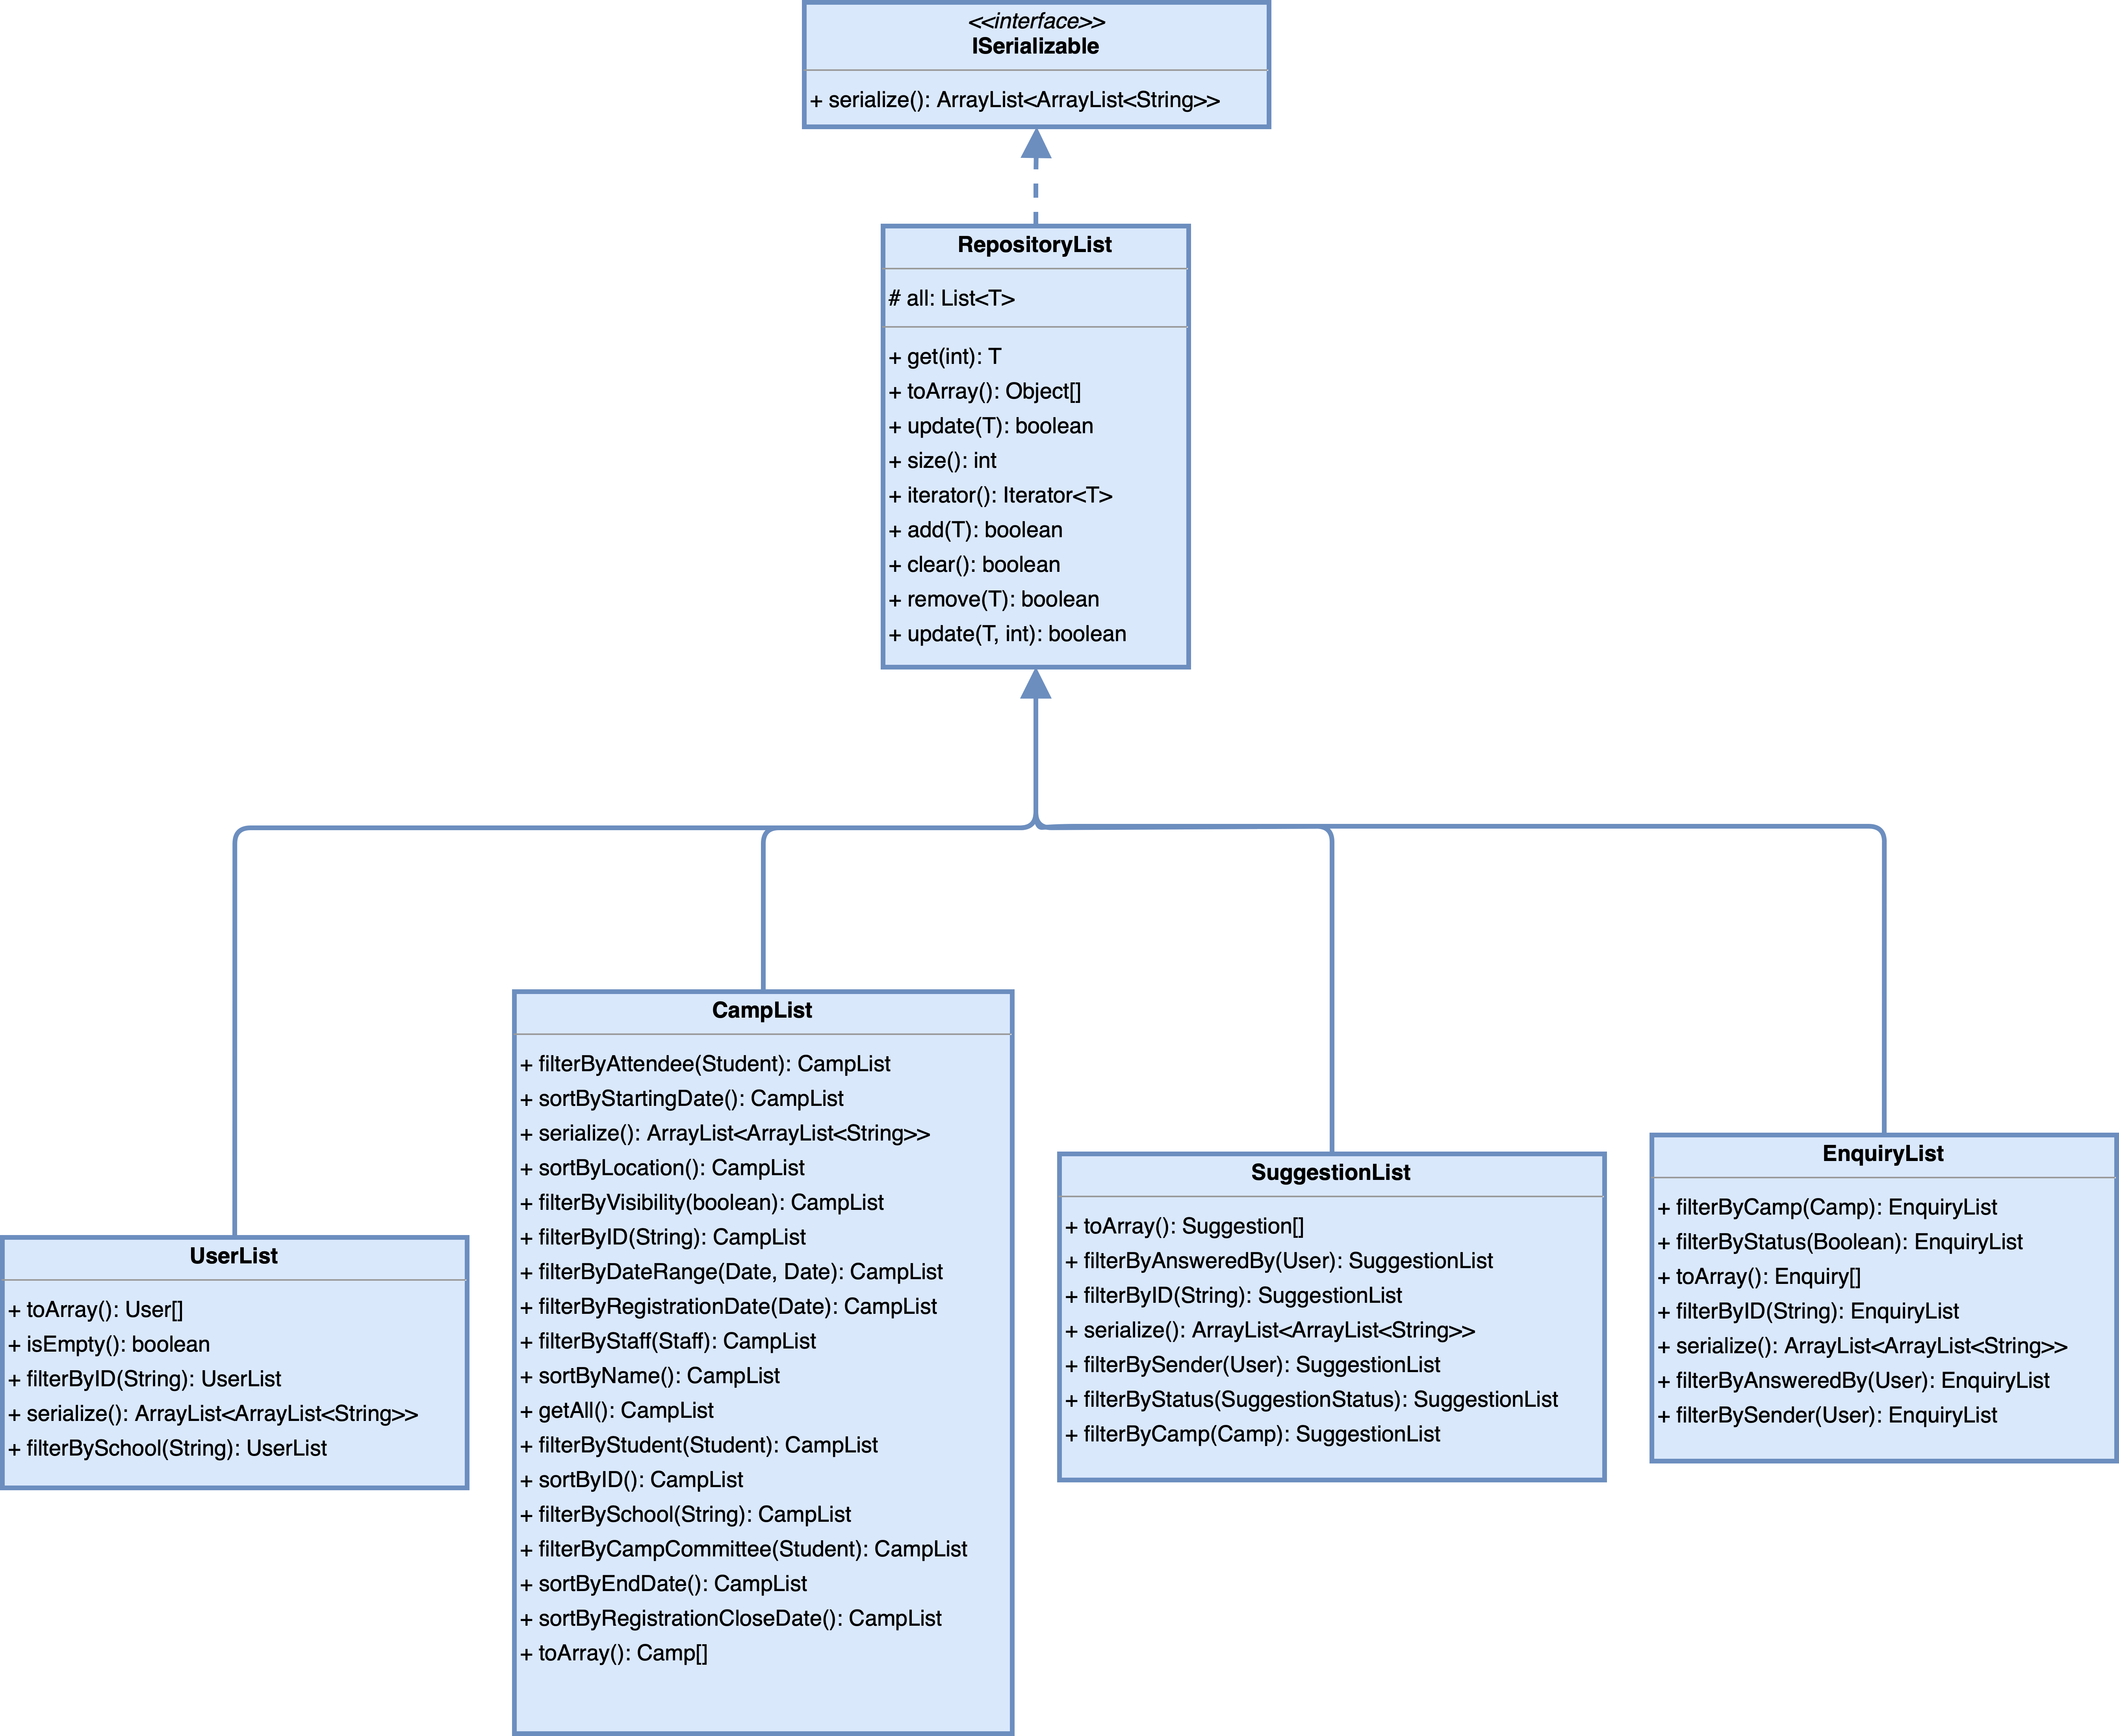 <<interface>>
ISerializable
+ serialize(): ArrayList<ArrayList<String>>
RepositoryList
# all: List<T>
+ get(int): T
+ toArray(): Object[]
+ update(T): boolean
+ size(): int
+ iterator(): Iterator<T>
+ add(T): boolean
+ clear(): boolean
+ remove(T): boolean
+ update(T, int): boolean
UserList
+ toArray(): User[]
+ isEmpty(): boolean
+ filterByID(String): UserList
+ serialize(): ArrayList<ArrayList<String>>
+ filterBySchool(String): UserList
CampList
+ filterByAttendee(Student): CampList
+ sortByStartingDate(): CampList
+ serialize(): ArrayList<ArrayList<String>>
+ sortByLocation(): CampList
+ filterByVisibility(boolean): CampList
+ filterByID(String): CampList
+ filterByDateRange(Date, Date): CampList
+ filterByRegistrationDate(Date): CampList
+ filterByStaff(Staff): CampList
+ sortByName(): CampList
+ getAll(): CampList
+ filterByStudent(Student): CampList
+ sortByID(): CampList
+ filterBySchool(String): CampList
+ filterByCampCommittee(Student): CampList
+ sortByEndDate(): CampList
+ sortByRegistrationCloseDate(): CampList
+ toArray(): Camp[]
SuggestionList
+ toArray(): Suggestion[]
+ filterByAnsweredBy(User): SuggestionList
+ filterByID(String): SuggestionList
+ serialize(): ArrayList<ArrayList<String>>
+ filterBySender(User): SuggestionList
+ filterByStatus(SuggestionStatus): SuggestionList
+ filterByCamp(Camp): SuggestionList
EnquiryList
+ filterByCamp(Camp): EnquiryList
+ filterByStatus(Boolean): EnquiryList
+ toArray(): Enquiry[]
+ filterByID(String): EnquiryList
+ serialize(): ArrayList<ArrayList<String>>
+ filterByAnsweredBy(User): EnquiryList
+ filterBySender(User): EnquiryList